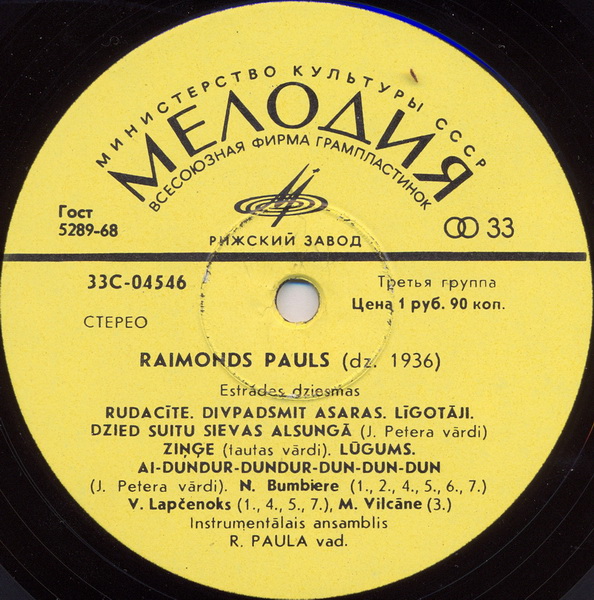 МИНИСТЕРСТВО КУЛЬТУРЫ СССР
МЕЛОДИЯ
ВСЕСОЮЗНАЯ ФИРМА ГРАМПЛАСТИНОК
Гост
5289-68
33
РИЖСКИЙ ЗАВОД
33С-04546
Третья группа
Цена 1 руб. 90 коп.
СТЕРЕО
RAIMONDS PAULS (dz. 1936)
Estrādes dziesmas
RUDACĪTE. DIVPADSMIT ASARAS. LĪGOTĀJI.
DZIED SUITU SIEVAS ALSUNGĀ (J. Petera vārdi)
ZIŅĢE (tautas vārdi). LŪGUMS.
AI-DUNDUR-DUNDUR-DUN-DUN-DUN
(J. Petera vārdi). N. Bumbiere (1., 2., 4., 5., 6., 7.)
V. Lapčenoks (1., 4., 5., 7.), M. Vilcāne (3.)
Instrumentālais ansamblis
R. PAULA vad.